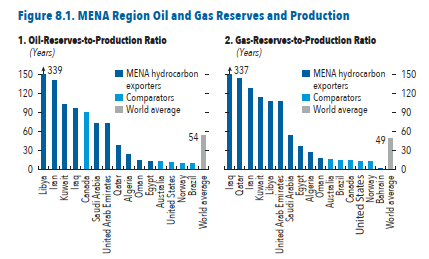 Figure 8.1. MENA Region Oil and Gas Reserves and Production
1. Oil-Reserves-to-Production Ratio
(Years)
150
120
90
60
30
0
339
MENA hydrocarbon
exporters
Comparators
World average
54
Libya
Iran
Kuwait
Iraq
Canada
Saudi Arabia
United Arab Emirates
Qatar
Algeria
Oman
Egypt
Australia
United States
Norway
Brazil
World average
2. Gas-Reserves-to-Production Ratio
(Years)
337
MENA hydrocarbon
exporters
Comparators
World average
49
150
120
90
60
30
0
Iraq
Qatar
Iran
Kuwait
Libya
United Arab Emirates
Saudi Arabia
Egypt
Algeria
Oman
Australia
Brazil
Canada
United States
Norway
Bahrain
World average